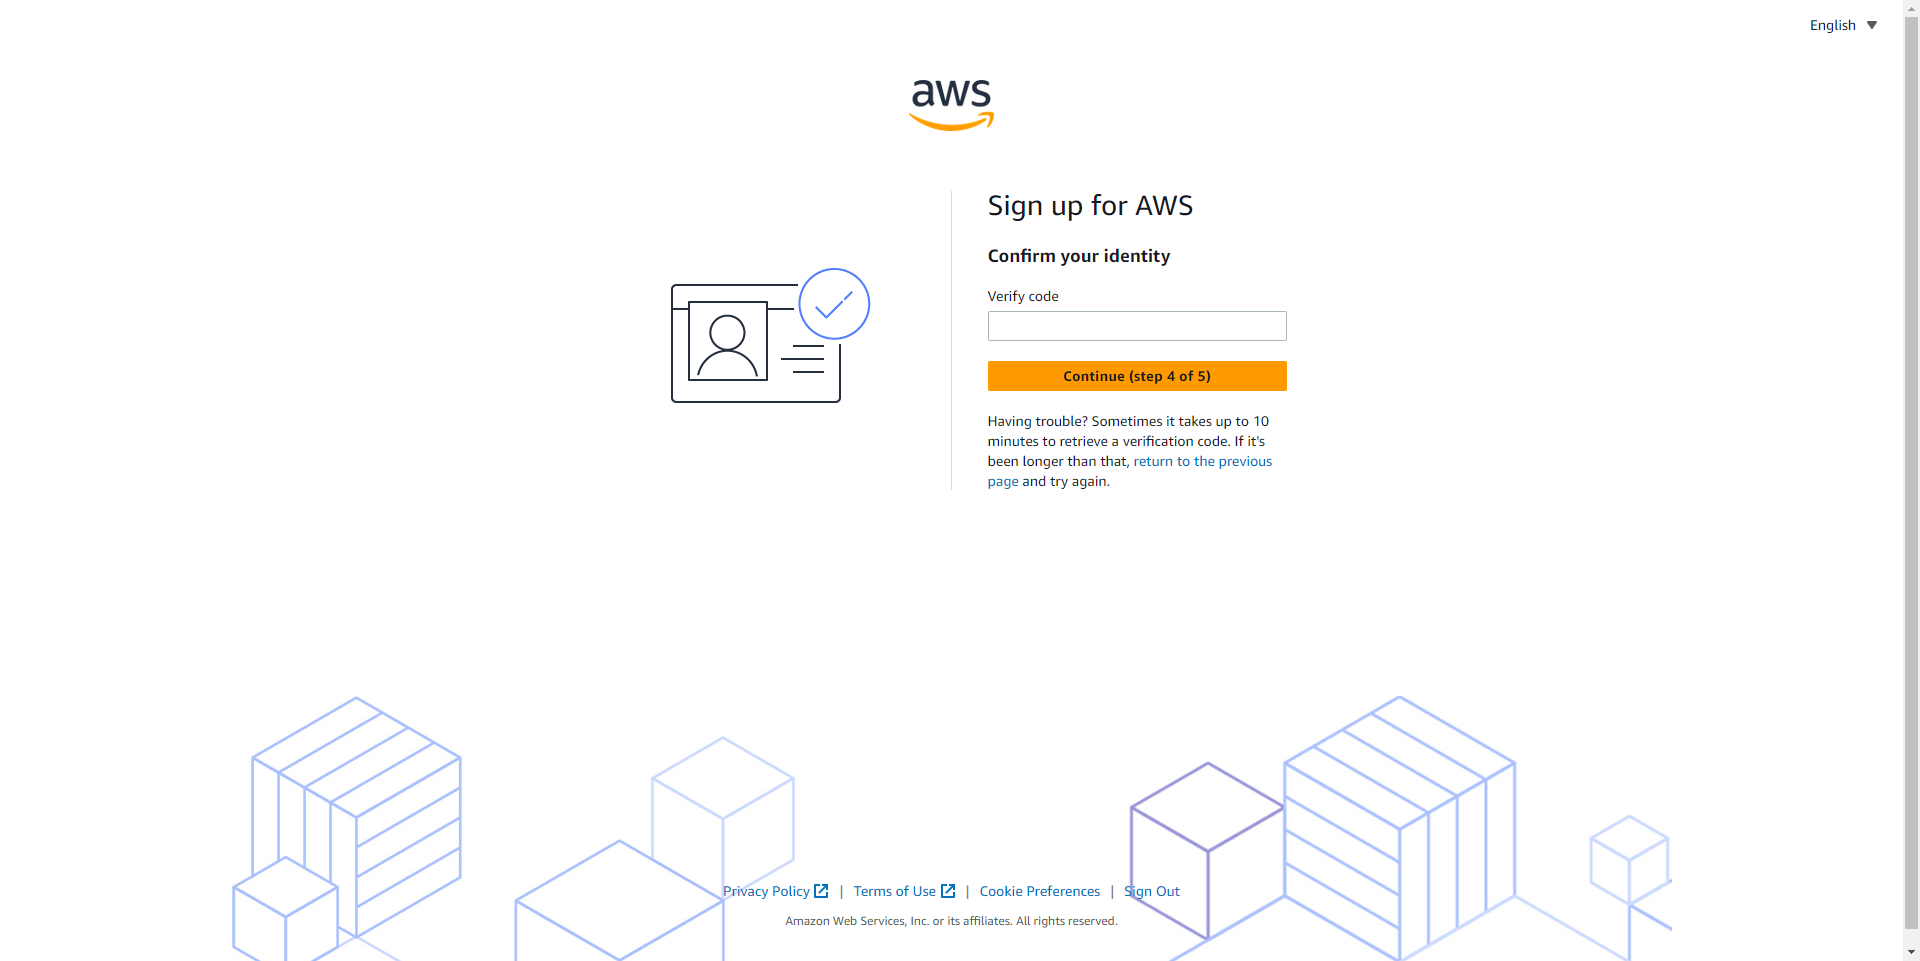 English
aws
Sign up for AWS
Confirm your identity
Verify code
Continue (step 4 of 5)
Having trouble? Sometimes it takes up to 10
minutes to retrieve a verification code. If it's
been longer than that, return to the previous
page and try again.
Privacy Policy | Terms of Use | Cookie Preferences | Sign Out
Amazon Web Services, Inc. or its affiliates. All rights reserved.